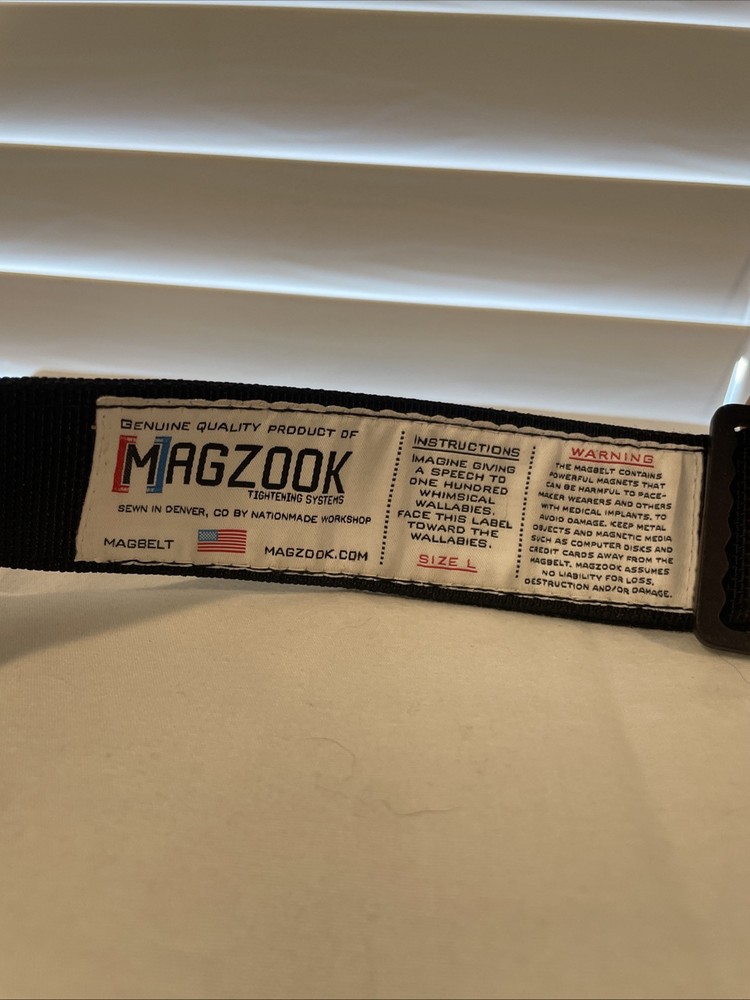 GENUINE QUALITY PRODUCT OF
[M]AGZOOK
TIGHTENING SYSTEMS
SEWN IN DENVER, CO BY NATIONMADE WORKSHOP
MAGBELT
MAGZOOK.COM
INSTRUCTIONS
IMAGINE GIVING
A SPEECH TO
ONE HUNDRED
WHIMSICAL
WALLABIES.
FACE THIS LABEL
TOWARD THE
WALLABIES.
SIZE L
WARNING
THE MAGBELT CONTAINS
POWERFUL MAGNETS THAT
CAN BE HARMFUL TO PACE-
MAKER WEARERS AND OTHERS
WITH MEDICAL IMPLANTS. TO
AVOID DAMAGE, KEEP METAL
OBJECTS AND MAGNETIC MEDIA
SUCH AS COMPUTER DISKS AND
CREDIT CARDS AWAY FROM THE
MAGBELT. MAGZOOK ASSUMES
NO LIABILITY FOR LOSS,
DESTRUCTION AND/OR DAMAGE.